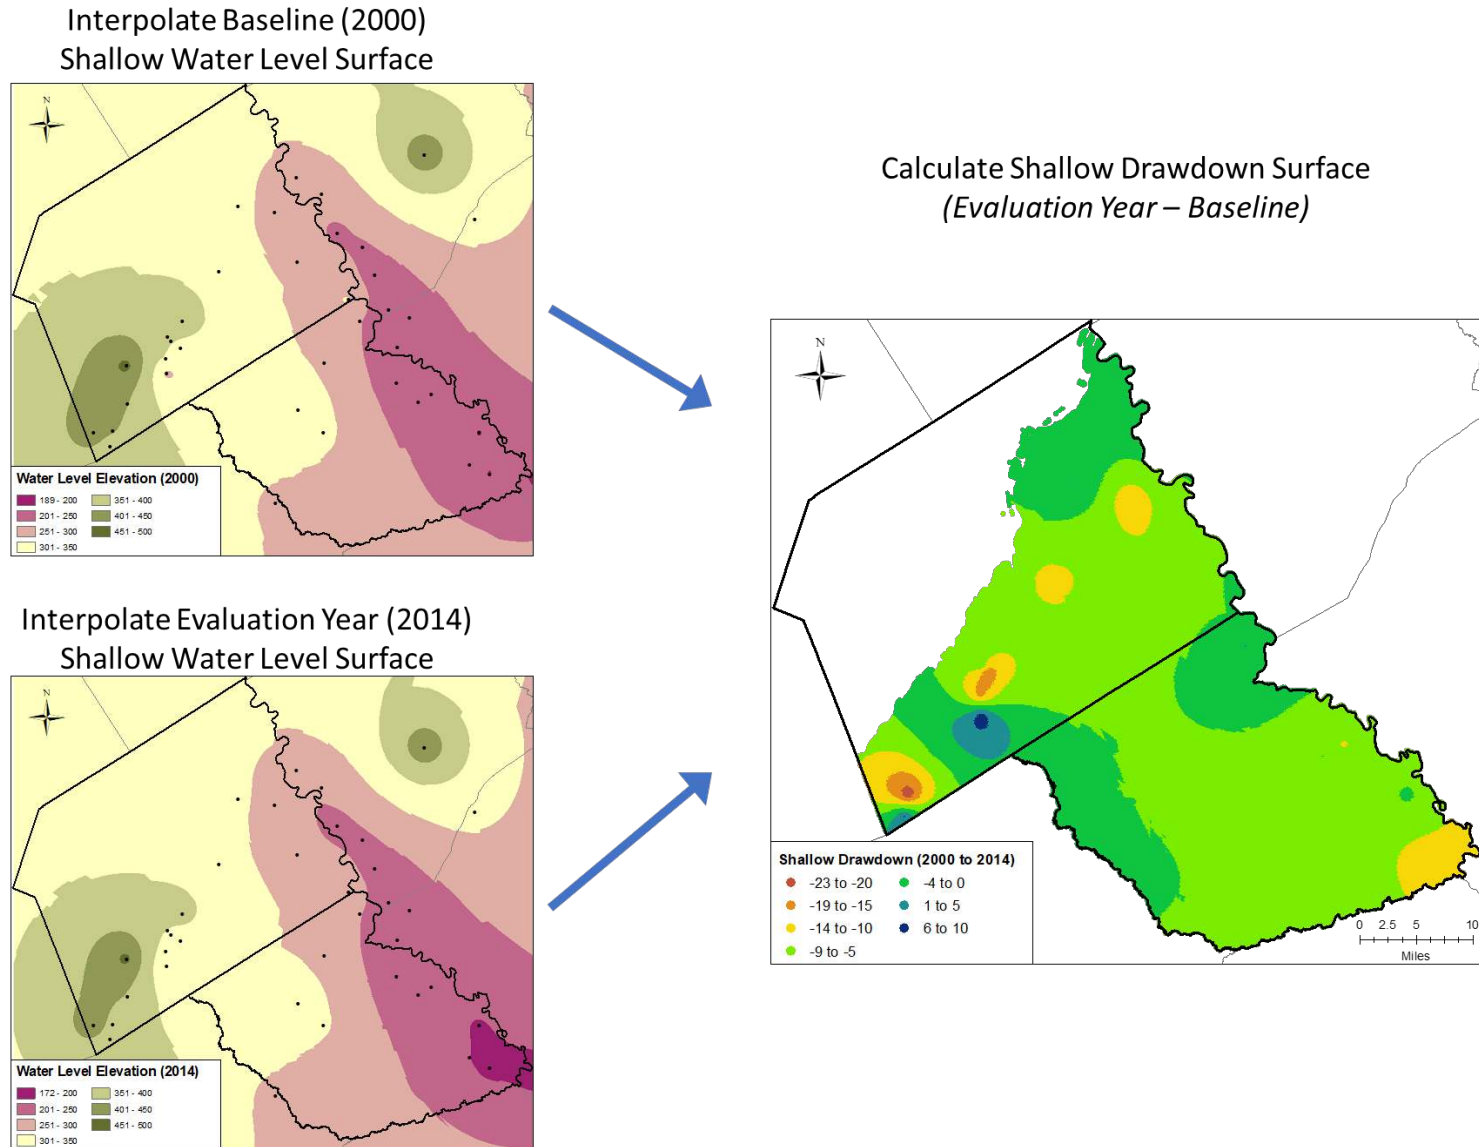 Interpolate Baseline (2000)
Shallow Water Level Surface
N
Water Level Elevation (2000)
189 - 200
351 - 400
201 - 250
401 - 450
251 - 300
451 - 500
301 - 350
Interpolate Evaluation Year (2014)
Shallow Water Level Surface
N
Water Level Elevation (2014)
172 - 200
351 - 400
201 - 250
401 - 450
251 - 300
451 - 500
301 - 350
Calculate Shallow Drawdown Surface
(Evaluation Year – Baseline)
N
Shallow Drawdown (2000 to 2014)
-23 to -20
-4 to 0
-19 to -15
1 to 5
-14 to -10
6 to 10
-9 to -5
0 2.5 5 10
Miles